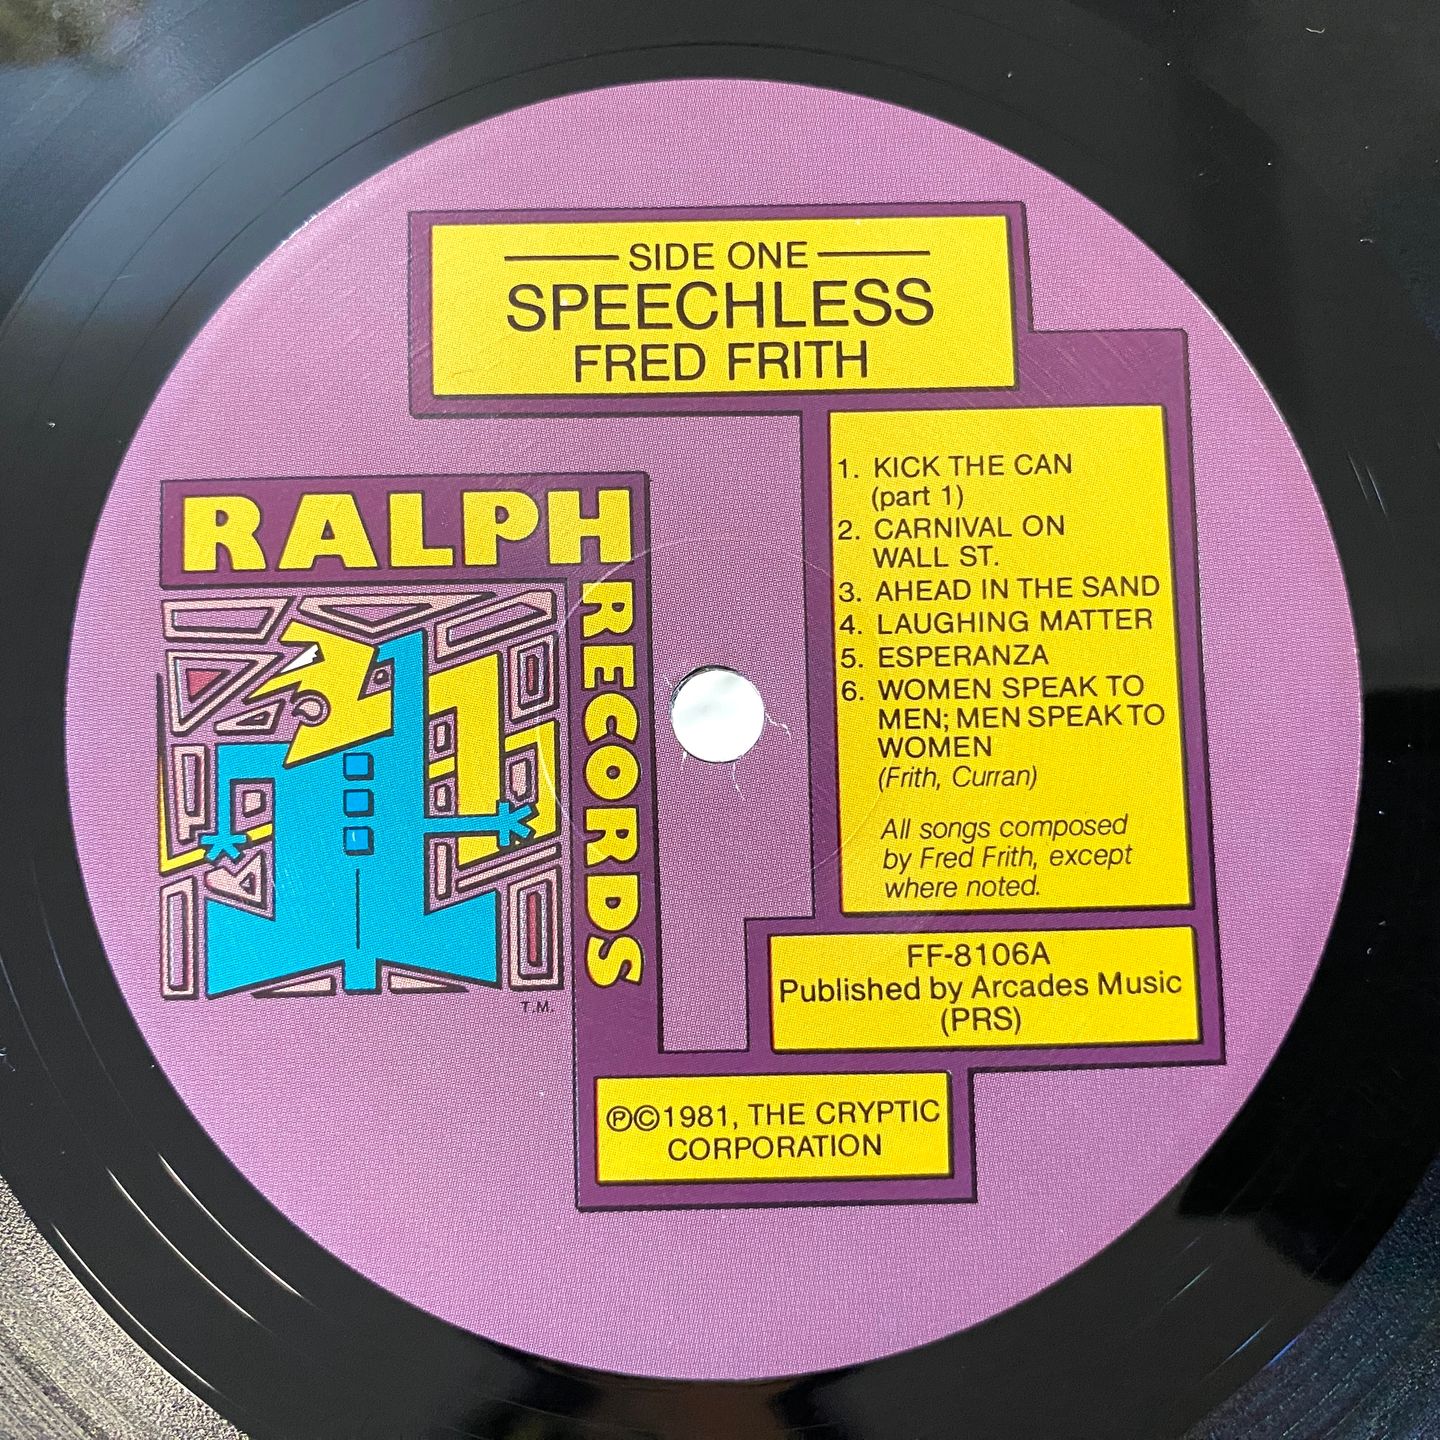 SIDE ONE
SPEECHLESS
FRED FRITH
RALPH
RECORDS
T.M.
1. KICK THE CAN
(part 1)
2. CARNIVAL ON
WALL ST.
3. AHEAD IN THE SAND
4. LAUGHING MATTER
5. ESPERANZA
6. WOMEN SPEAK TO
MEN; MEN SPEAK TO
WOMEN
(Frith, Curran)
All songs composed
by Fred Frith, except
where noted.
FF-8106A
Published by Arcades Music
(PRS)
℗©1981, THE CRYPTIC
CORPORATION